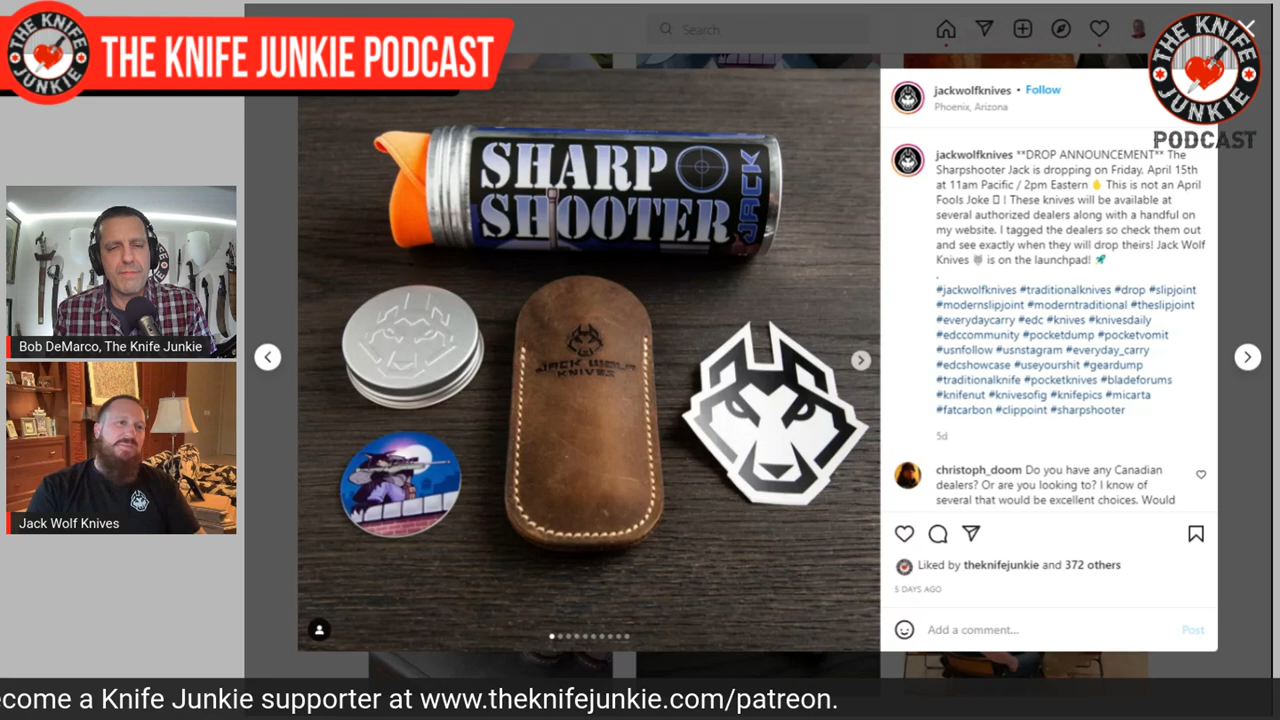 THE KNIFE JUNKIE
THE KNIFE JUNKIE PODCAST
Search
THE KNIFE JUNKIE
PODCAST
jackwolfknives • Follow
Phoenix, Arizona
SHARP
SHOOTER
JACK
JACK WOLF
KNIVES
jackwolfknives **DROP ANNOUNCEMENT** The
Sharpshooter Jack is dropping on Friday. April 15th
at 11am Pacific / 2pm Eastern ✋ This is not an April
Fools Joke ▯ ! These knives will be available at
several authorized dealers along with a handful on
my website. I tagged the dealers so check them out
and see exactly when they will drop theirs! Jack Wolf
Knives 🐺 is on the launchpad! 🚀
.
#jackwolfknives #traditionalknives #drop #slipjoint
#modernslipjoint #moderntraditional #theslipjoint
#everydaycarry #edc #knives #knivesdaily
#edccommunity #pocketdump #pocketvomit
#usnfollow #usnstagram #everyday_carry
#edcshowcase #useyourshit #geardump
#traditionalknife #pocketknives #bladeforums
#knifenut #knivesofig #knifepics #micarta
#fatcarbon #clippoint #sharpshooter
5d
christoph_doom Do you have any Canadian
dealers? Or are you looking to? I know of
several that would be excellent choices. Would
Liked by theknifejunkie and 372 others
5 DAYS AGO
Add a comment... Post
Bob DeMarco, The Knife Junkie
Jack Wolf Knives
ecome a Knife Junkie supporter at www.theknifejunkie.com/patreon.